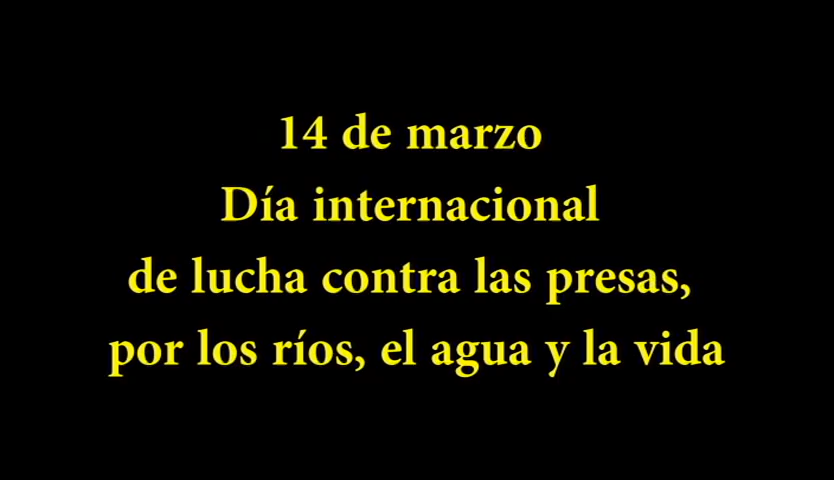 14 de marzo
Día internacional
de lucha contra las presas,
por los ríos, el agua y la vida